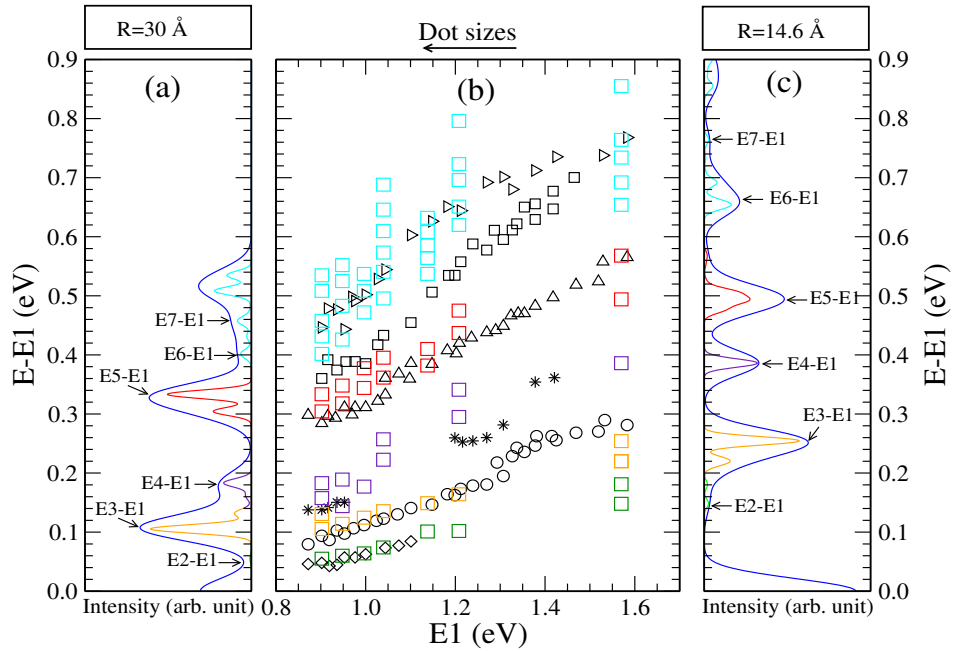 R=30 Å
Dot sizes
R=14.6 Å
(a)
(b)
(c)
E-E1 (eV)
0.9
0.8
0.7
0.6
0.5
0.4
0.3
0.2
0.1
0.0
E7-E1
E6-E1
E5-E1
E4-E1
E3-E1
E2-E1
Intensity (arb. unit)
0.8
1.0
1.2
1.4
1.6
E1 (eV)
E7-E1
E6-E1
E5-E1
E4-E1
E3-E1
E2-E1
Intensity (arb. unit)
0.9
0.8
0.7
0.6
0.5
0.4
0.3
0.2
0.1
0.0
E-E1 (eV)